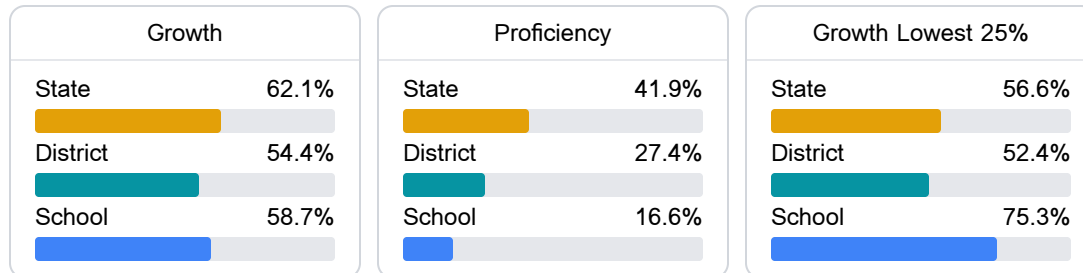 Growth
State 62.1%
District 54.4%
School 58.7%
Proficiency
State 41.9%
District 27.4%
School 16.6%
Growth Lowest 25%
State 56.6%
District 52.4%
School 75.3%